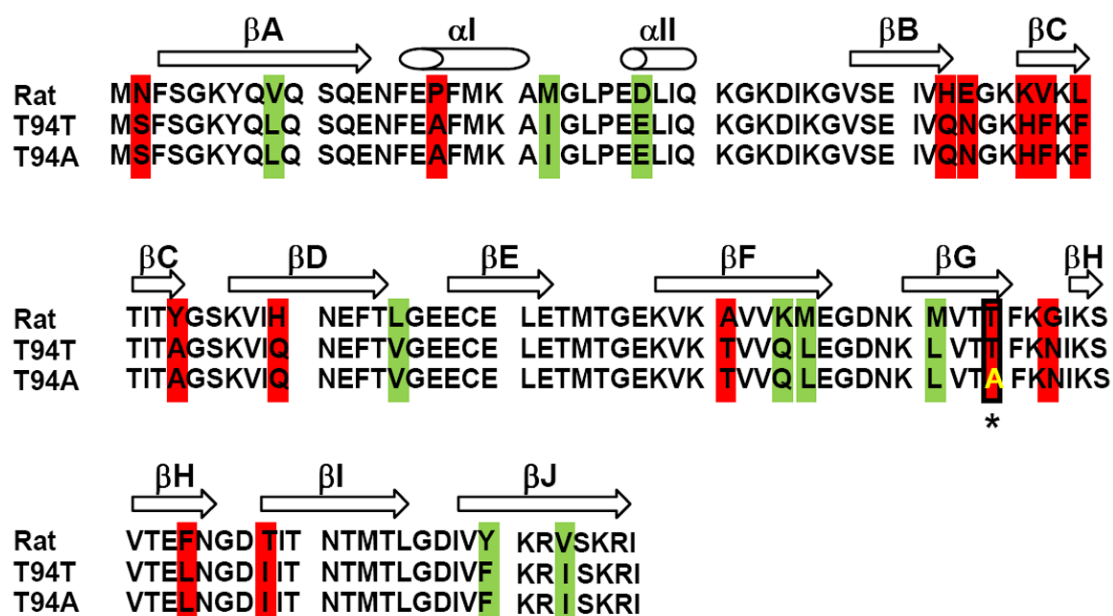 βA αI αII βB βC
Rat MNFSGKYQVQ SQENFEPFMK AMGLPEDLIQ KGKDIKGVSE IVHEGKKVKL
T94T MSFSGKYQLQ SQENFEAFMK AIGLPEELIQ KGKDIKGVSE IVQNGKHFKF
T94A MSFSGKYQLQ SQENFEAFMK AIGLPEELIQ KGKDIKGVSE IVQNGKHFKF
βC βD βE βF βG βH
Rat TITYGSKVIH NEFTLGEECE LETMTGEKVK AVVKMEGDNK MVTTFKGIKS
T94T TITAGSKVIQ NEFTVGEECE LETMTGEKVK TVVQLEGDNK LVTTFKNIKS
T94A TITAGSKVIQ NEFTVGEECE LETMTGEKVK TVVQLEGDNK LVTAFKNIKS
*
βH βI βJ
Rat VTEFNGDTIT NTMTLGDIVY KRVSKRI
T94T VTELNGDIIT NTMTLGDIVF KRISKRI
T94A VTELNGDIIT NTMTLGDIVF KRISKRI